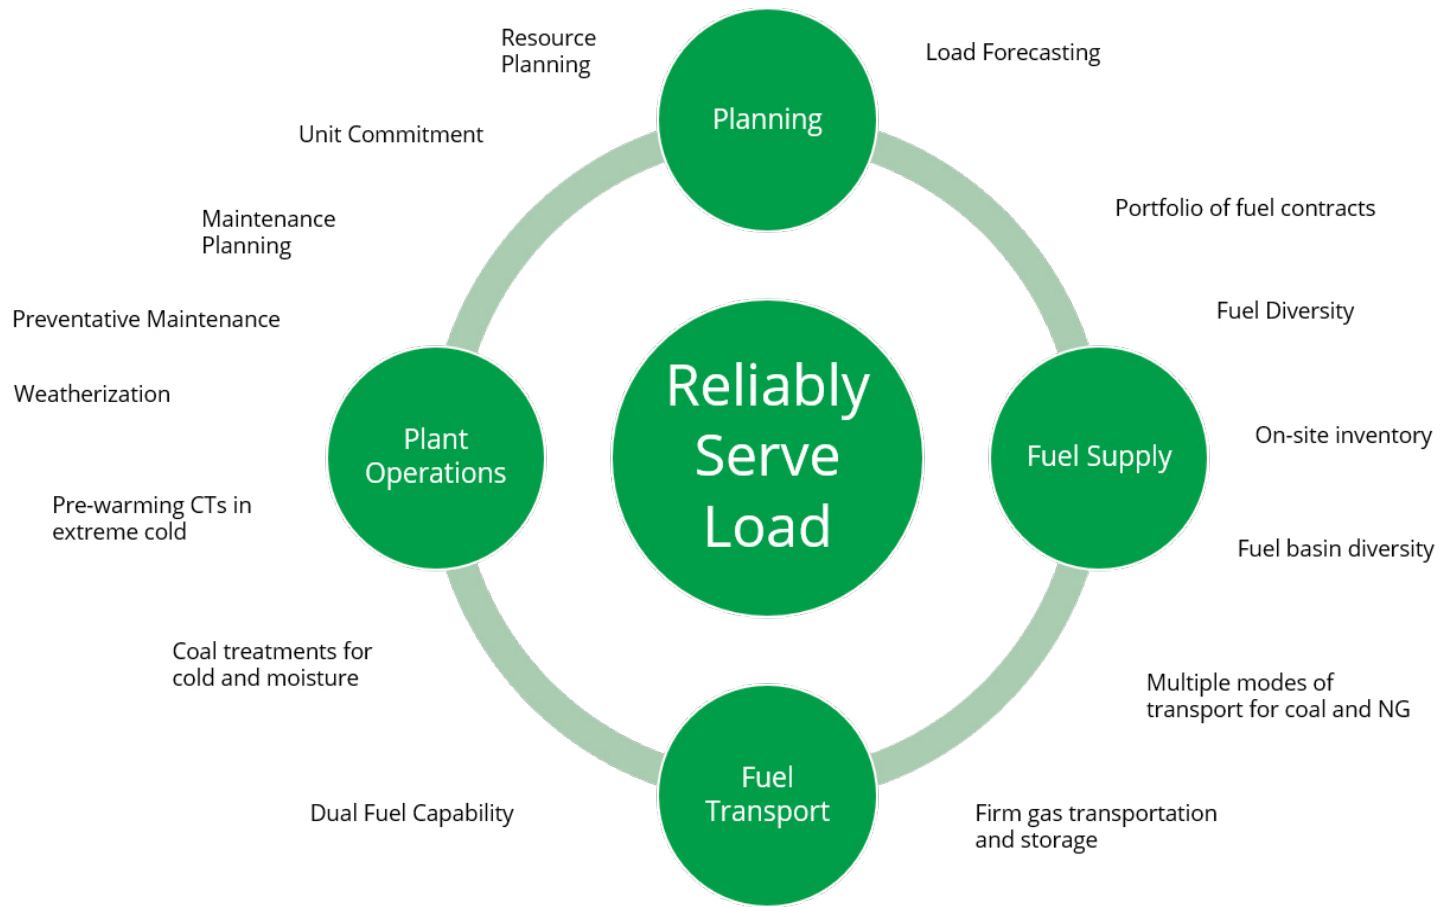 Resource
Planning
Load Forecasting
Planning
Unit Commitment
Maintenance
Planning
Portfolio of fuel contracts
Preventative Maintenance
Fuel Diversity
Weatherization
Reliably
Serve
Load
Plant
Operations
Fuel Supply
On-site inventory
Pre-warming CTs in
extreme cold
Fuel basin diversity
Coal treatments for
cold and moisture
Multiple modes of
transport for coal and NG
Fuel
Transport
Dual Fuel Capability
Firm gas transportation
and storage